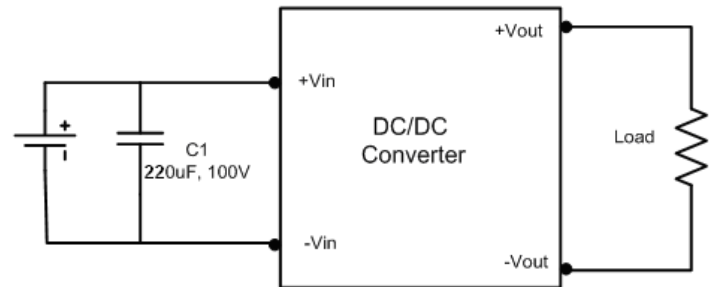 +Vout
+Vin
+
DC/DC
Converter
Load
C1
220uF, 100V
-Vin
-Vout